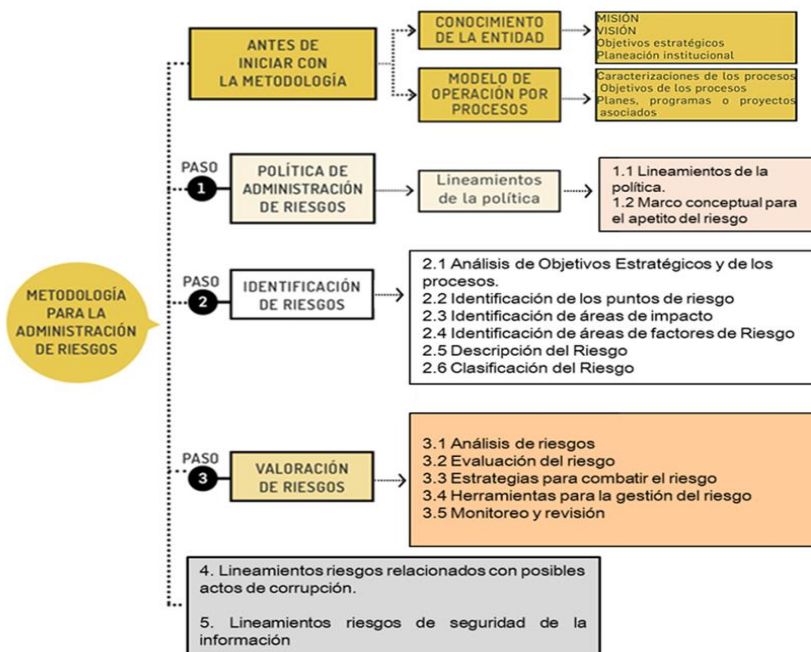 ANTES DE
INICIAR CON
LA METODOLOGÍA
CONOCIMIENTO
DE LA ENTIDAD
MISIÓN
VISIÓN
Objetivos estratégicos
Planeación institucional
MODELO DE
OPERACIÓN POR
PROCESOS
Caracterizaciones de los procesos
Objetivos de los procesos
Planes, programas o proyectos
asociados
PASO
1
POLÍTICA DE
ADMINISTRACIÓN
DE RIESGOS
Lineamientos
de la política
1.1 Lineamientos de la
política.
1.2 Marco conceptual para
el apetito del riesgo
METODOLOGÍA
PARA LA
ADMINISTRACIÓN
DE RIESGOS
PASO
2
IDENTIFICACIÓN
DE RIESGOS
2.1 Análisis de Objetivos Estratégicos y de los
procesos.
2.2 Identificación de los puntos de riesgo
2.3 Identificación de áreas de impacto
2.4 Identificación de áreas de factores de Riesgo
2.5 Descripción del Riesgo
2.6 Clasificación del Riesgo
PASO
3
VALORACIÓN
DE RIESGOS
3.1 Análisis de riesgos
3.2 Evaluación del riesgo
3.3 Estrategias para combatir el riesgo
3.4 Herramientas para la gestión del riesgo
3.5 Monitoreo y revisión
4. Lineamientos riesgos relacionados con posibles
actos de corrupción.
5. Lineamientos riesgos de seguridad de la
información